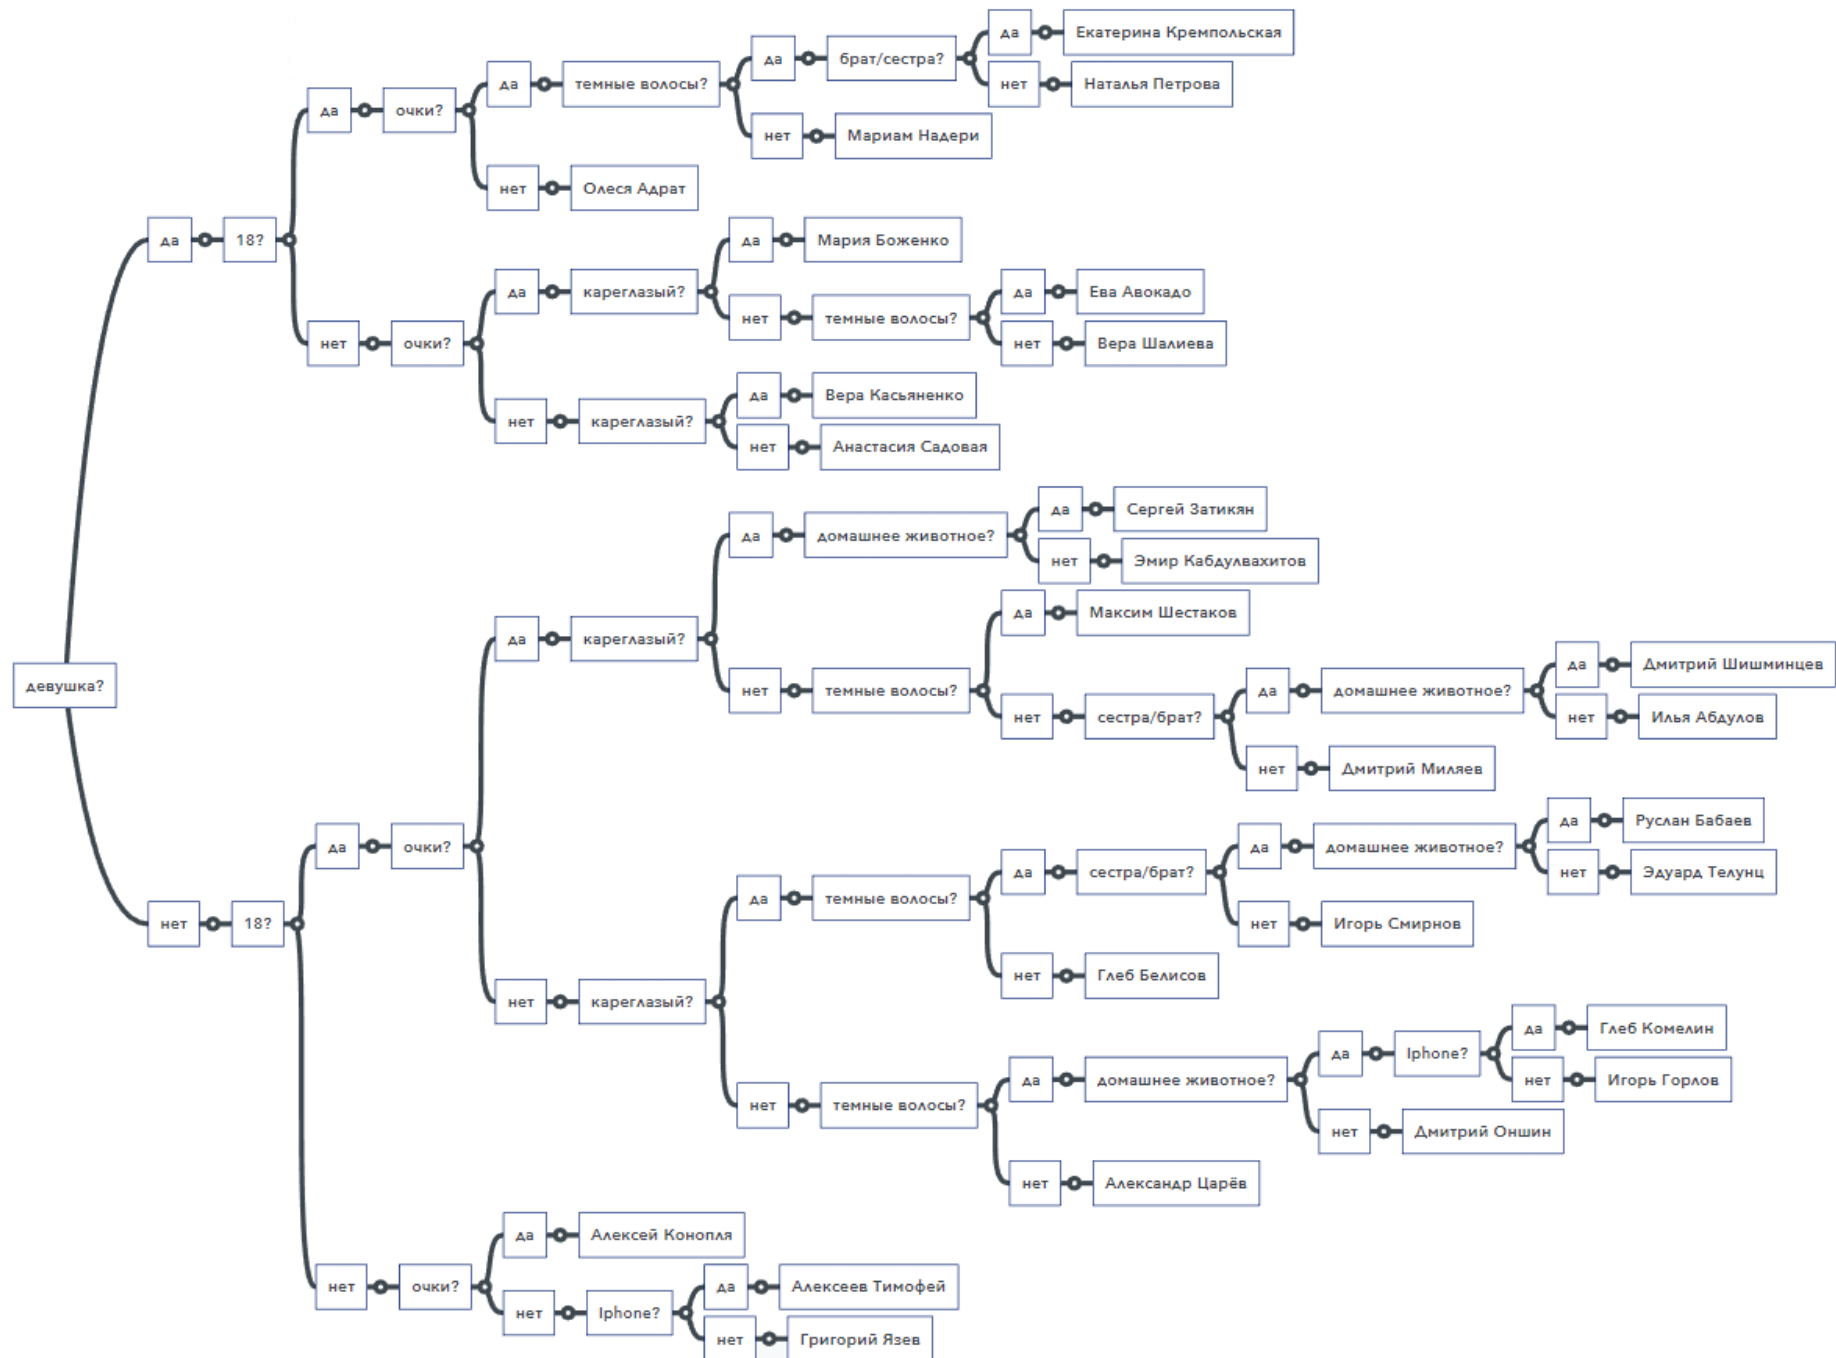 девушка?
да
18?
да
очки?
да
темные волосы?
да
брат/сестра?
да
Екатерина Кремпольская
нет
Наталья Петрова
нет
Мариам Надери
нет
Олеся Адрат
нет
очки?
да
кареглазый?
да
Мария Боженко
нет
темные волосы?
да
Ева Авокадо
нет
Вера Шалиева
нет
кареглазый?
да
Вера Касьяненко
нет
Анастасия Садовая
нет
18?
да
очки?
да
кареглазый?
да
домашнее животное?
да
Сергей Затикян
нет
Эмир Кабдулвахитов
нет
темные волосы?
да
Максим Шестаков
нет
сестра/брат?
да
домашнее животное?
да
Дмитрий Шишминцев
нет
Илья Абдулов
нет
Дмитрий Миляев
нет
кареглазый?
да
темные волосы?
да
сестра/брат?
да
домашнее животное?
да
Руслан Бабаев
нет
Эдуард Телунц
нет
Игорь Смирнов
нет
Глеб Белисов
нет
темные волосы?
да
домашнее животное?
да
Iphone?
да
Глеб Комелин
нет
Игорь Горлов
нет
Дмитрий Оншин
нет
Александр Царёв
нет
очки?
да
Алексей Конопля
нет
Iphone?
да
Алексеев Тимофей
нет
Григорий Язев